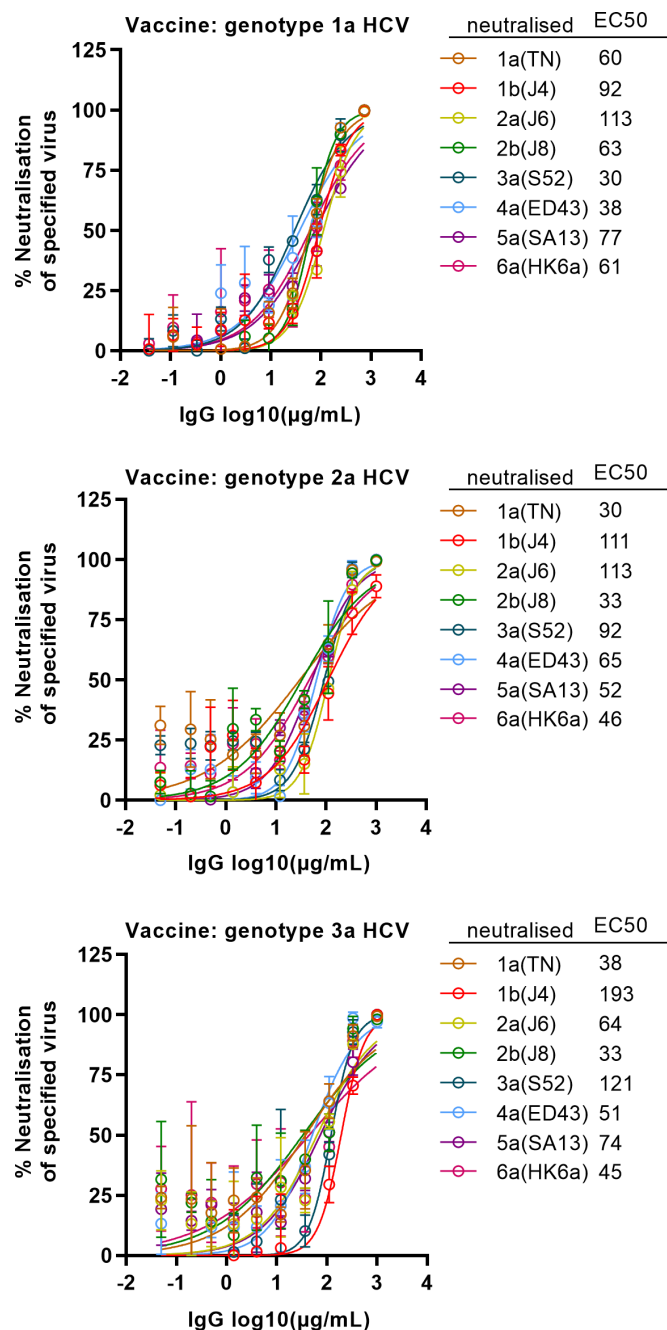 Vaccine: genotype 1a HCV
neutralised EC50
1a(TN) 60
1b(J4) 92
2a(J6) 113
2b(J8) 63
3a(S52) 30
4a(ED43) 38
5a(SA13) 77
6a(HK6a) 61
% Neutralisation
of specified virus
125
100
75
50
25
0
-2 -1 0 1 2 3 4
IgG log10(µg/mL)
Vaccine: genotype 2a HCV
neutralised EC50
1a(TN) 30
1b(J4) 111
2a(J6) 113
2b(J8) 33
3a(S52) 92
4a(ED43) 65
5a(SA13) 52
6a(HK6a) 46
% Neutralisation
of specified virus
125
100
75
50
25
0
-2 -1 0 1 2 3 4
IgG log10(µg/mL)
Vaccine: genotype 3a HCV
neutralised EC50
1a(TN) 38
1b(J4) 193
2a(J6) 64
2b(J8) 33
3a(S52) 121
4a(ED43) 51
5a(SA13) 74
6a(HK6a) 45
% Neutralisation
of specified virus
125
100
75
50
25
0
-2 -1 0 1 2 3 4
IgG log10(µg/mL)